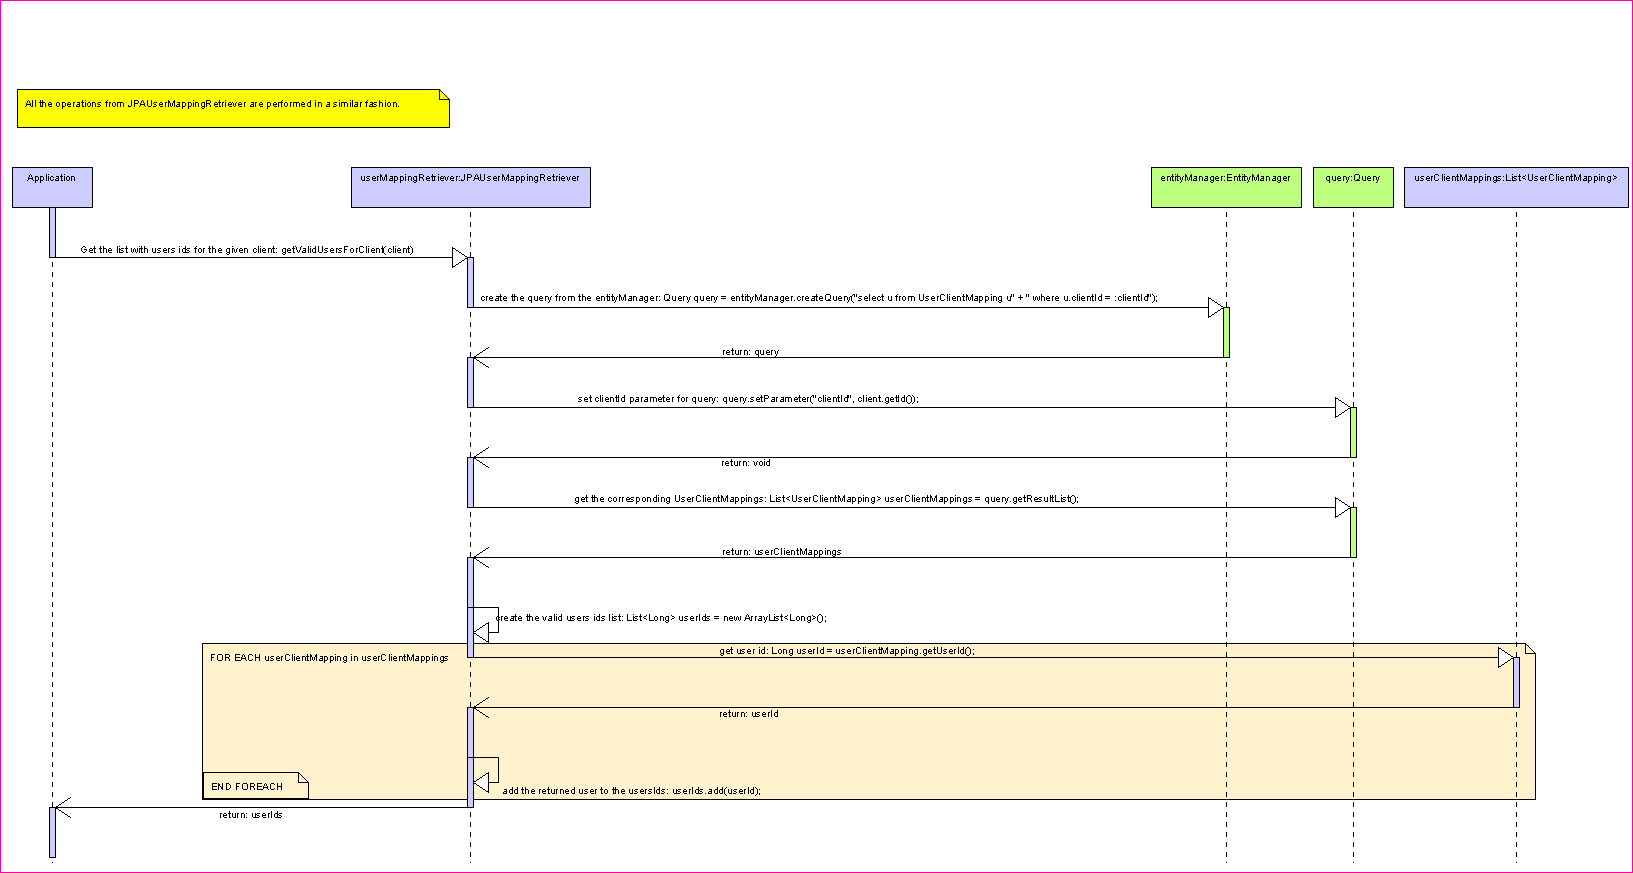 All the operations from JPAUserMappingRetriever are performed in a similar fashion.
Application
userMappingRetriever:JPAUserMappingRetriever
entityManager:EntityManager
query:Query
userClientMappings:List<UserClientMapping>
Get the list with users ids for the given client: getValidUsersForClient(client)
create the query from the entityManager: Query query = entityManager.createQuery("select u from UserClientMapping u" + " where u.clientId = :clientId");
return: query
set clientId parameter for query: query.setParameter("clientId", client.getId());
return: void
get the corresponding UserClientMappings: List<UserClientMapping> userClientMappings = query.getResultList();
return: userClientMappings
create the valid users ids list: List<Long> userIds = new ArrayList<Long>();
FOR EACH userClientMapping in userClientMappings
get user id: Long userId = userClientMapping.getUserId();
return: userId
END FOREACH
add the returned user to the usersIds: userIds.add(userId);
return: userIds